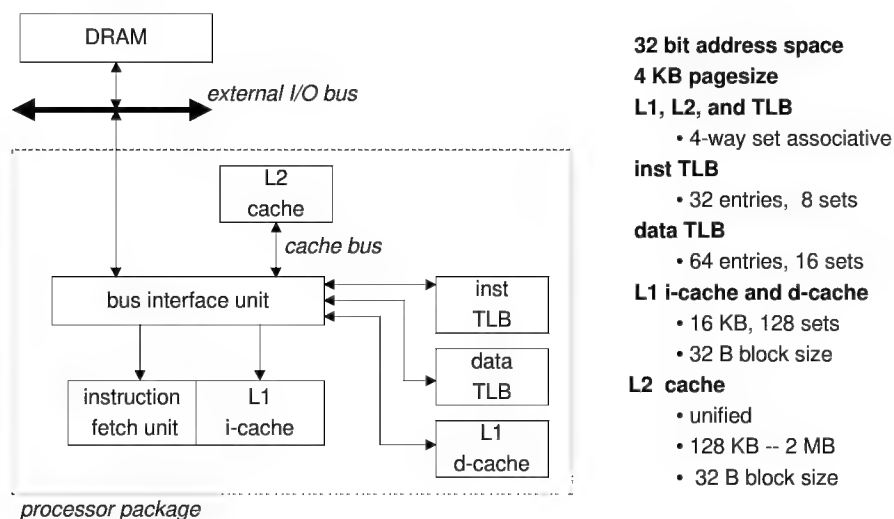 DRAM
external I/O bus
L2
cache
cache bus
bus interface unit
inst
TLB
data
TLB
instruction
fetch unit
L1
i-cache
L1
d-cache
processor package
32 bit address space
4 KB pagesize
L1, L2, and TLB
• 4-way set associative
inst TLB
• 32 entries, 8 sets
data TLB
• 64 entries, 16 sets
L1 i-cache and d-cache
• 16 KB, 128 sets
• 32 B block size
L2 cache
• unified
• 128 KB -- 2 MB
• 32 B block size